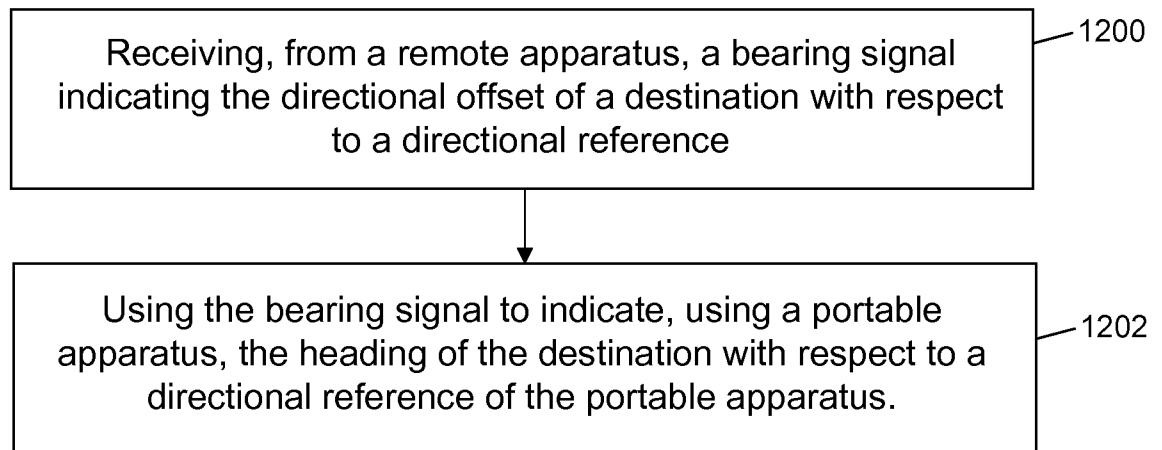 Receiving, from a remote apparatus, a bearing signal
indicating the directional offset of a destination with respect
to a directional reference
1200
Using the bearing signal to indicate, using a portable
apparatus, the heading of the destination with respect to a
directional reference of the portable apparatus.
1202